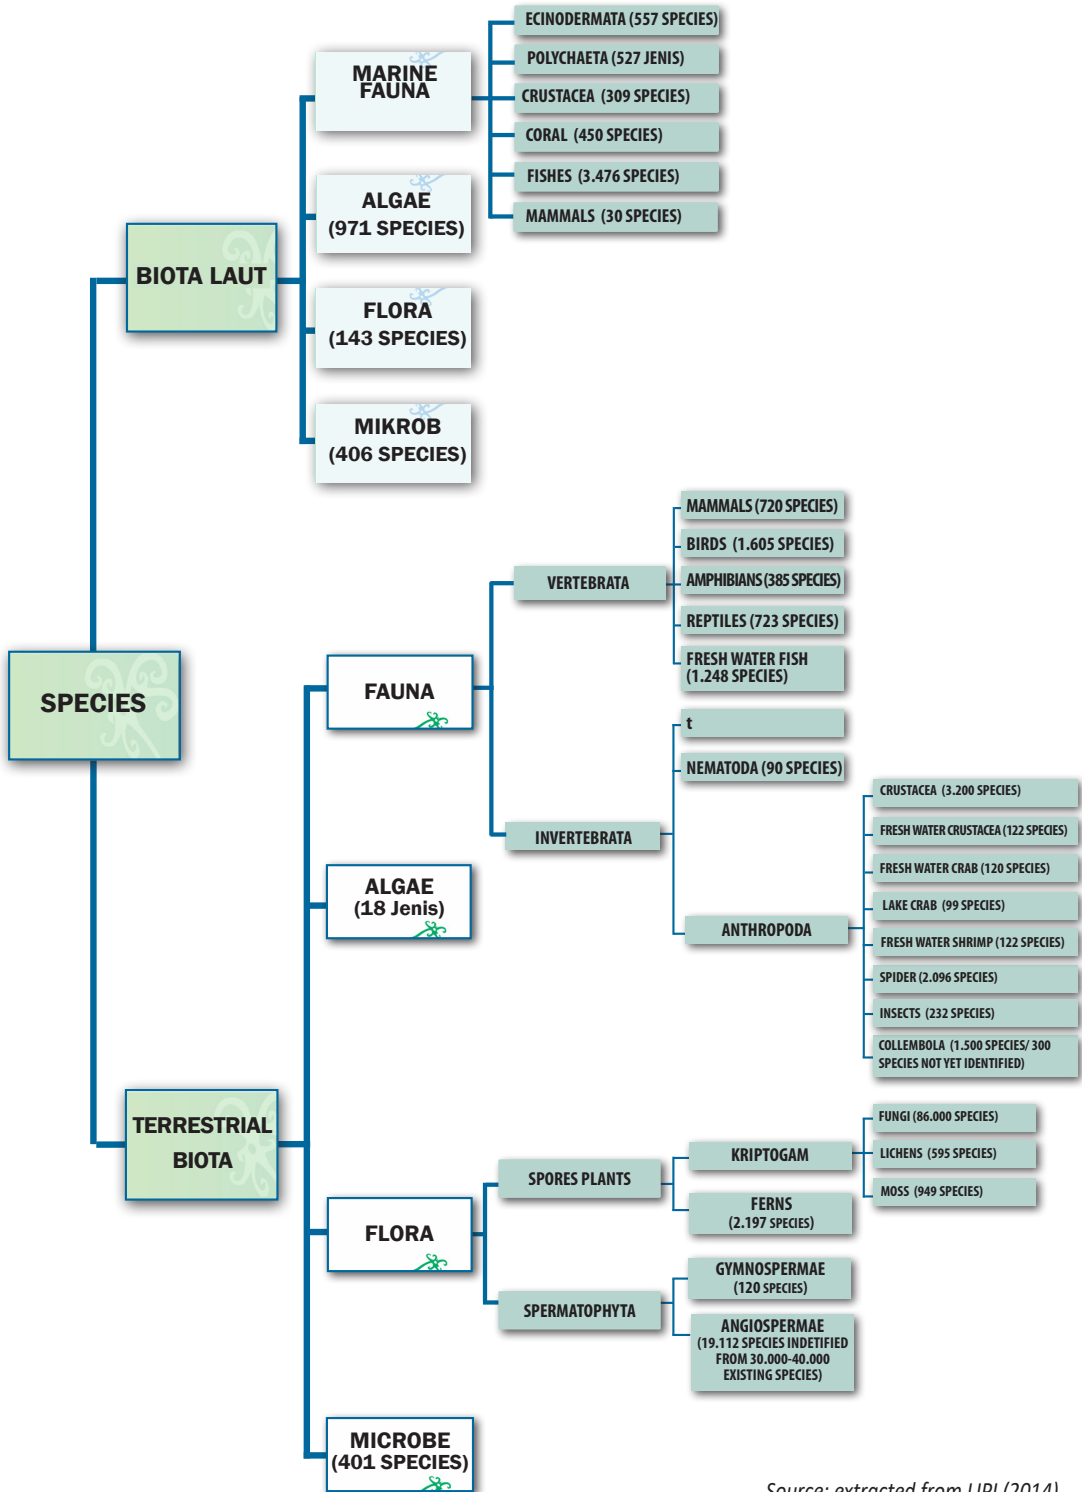 SPECIES
BIOTA LAUT
MARINE
FAUNA
ECINODERMATA (557 SPECIES)
POLYCHAETA (527 JENIS)
CRUSTACEA (309 SPECIES)
CORAL (450 SPECIES)
FISHES (3.476 SPECIES)
MAMMALS (30 SPECIES)
ALGAE
(971 SPECIES)
FLORA
(143 SPECIES)
MIKROB
(406 SPECIES)
TERRESTRIAL
BIOTA
FAUNA
VERTEBRATA
MAMMALS (720 SPECIES)
BIRDS (1.605 SPECIES)
AMPHIBIANS (385 SPECIES)
REPTILES (723 SPECIES)
FRESH WATER FISH
(1.248 SPECIES)
INVERTEBRATA
t
NEMATODA (90 SPECIES)
ANTHROPODA
CRUSTACEA (3.200 SPECIES)
FRESH WATER CRUSTACEA (122 SPECIES)
FRESH WATER CRAB (120 SPECIES)
LAKE CRAB (99 SPECIES)
FRESH WATER SHRIMP (122 SPECIES)
SPIDER (2.096 SPECIES)
INSECTS (232 SPECIES)
COLLEMBOLA (1.500 SPECIES/ 300
SPECIES NOT YET IDENTIFIED)
ALGAE
(18 Jenis)
FLORA
SPORES PLANTS
KRIPTOGAM
FUNGI (86.000 SPECIES)
LICHENS (595 SPECIES)
MOSS (949 SPECIES)
FERNS
(2.197 SPECIES)
SPERMATOPHYTA
GYMNOSPERMAE
(120 SPECIES)
ANGIOSPERMAE
(19.112 SPECIES INDETIFIED
FROM 30.000-40.000
EXISTING SPECIES)
MICROBE
(401 SPECIES)
Source: extracted from LIPI (2014)